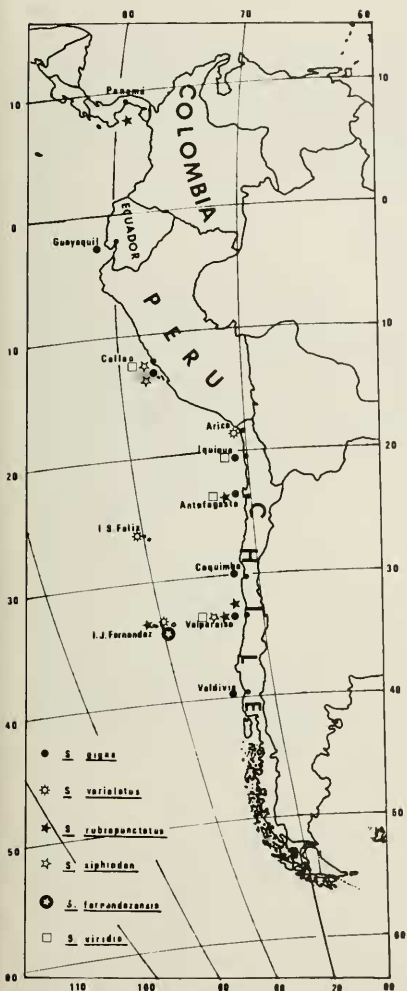 80 70 60
10
Panamá
10
COLOMBIA
0
0
EQUADOR
Guayaquil
PERU
10
10
Callao
Arica
20
20
Iquique
Antofagasta
I.S.Felix
CHILE
Coquimbo
30
30
I.J.Fernandez
Valparaiso
Valdivia
40
40
S gigas
S variolatus
S rubropunctatus
50
50
S xiphiodon
S. fernandezensis
S viridis
60
60
110 100 90 80 70 60